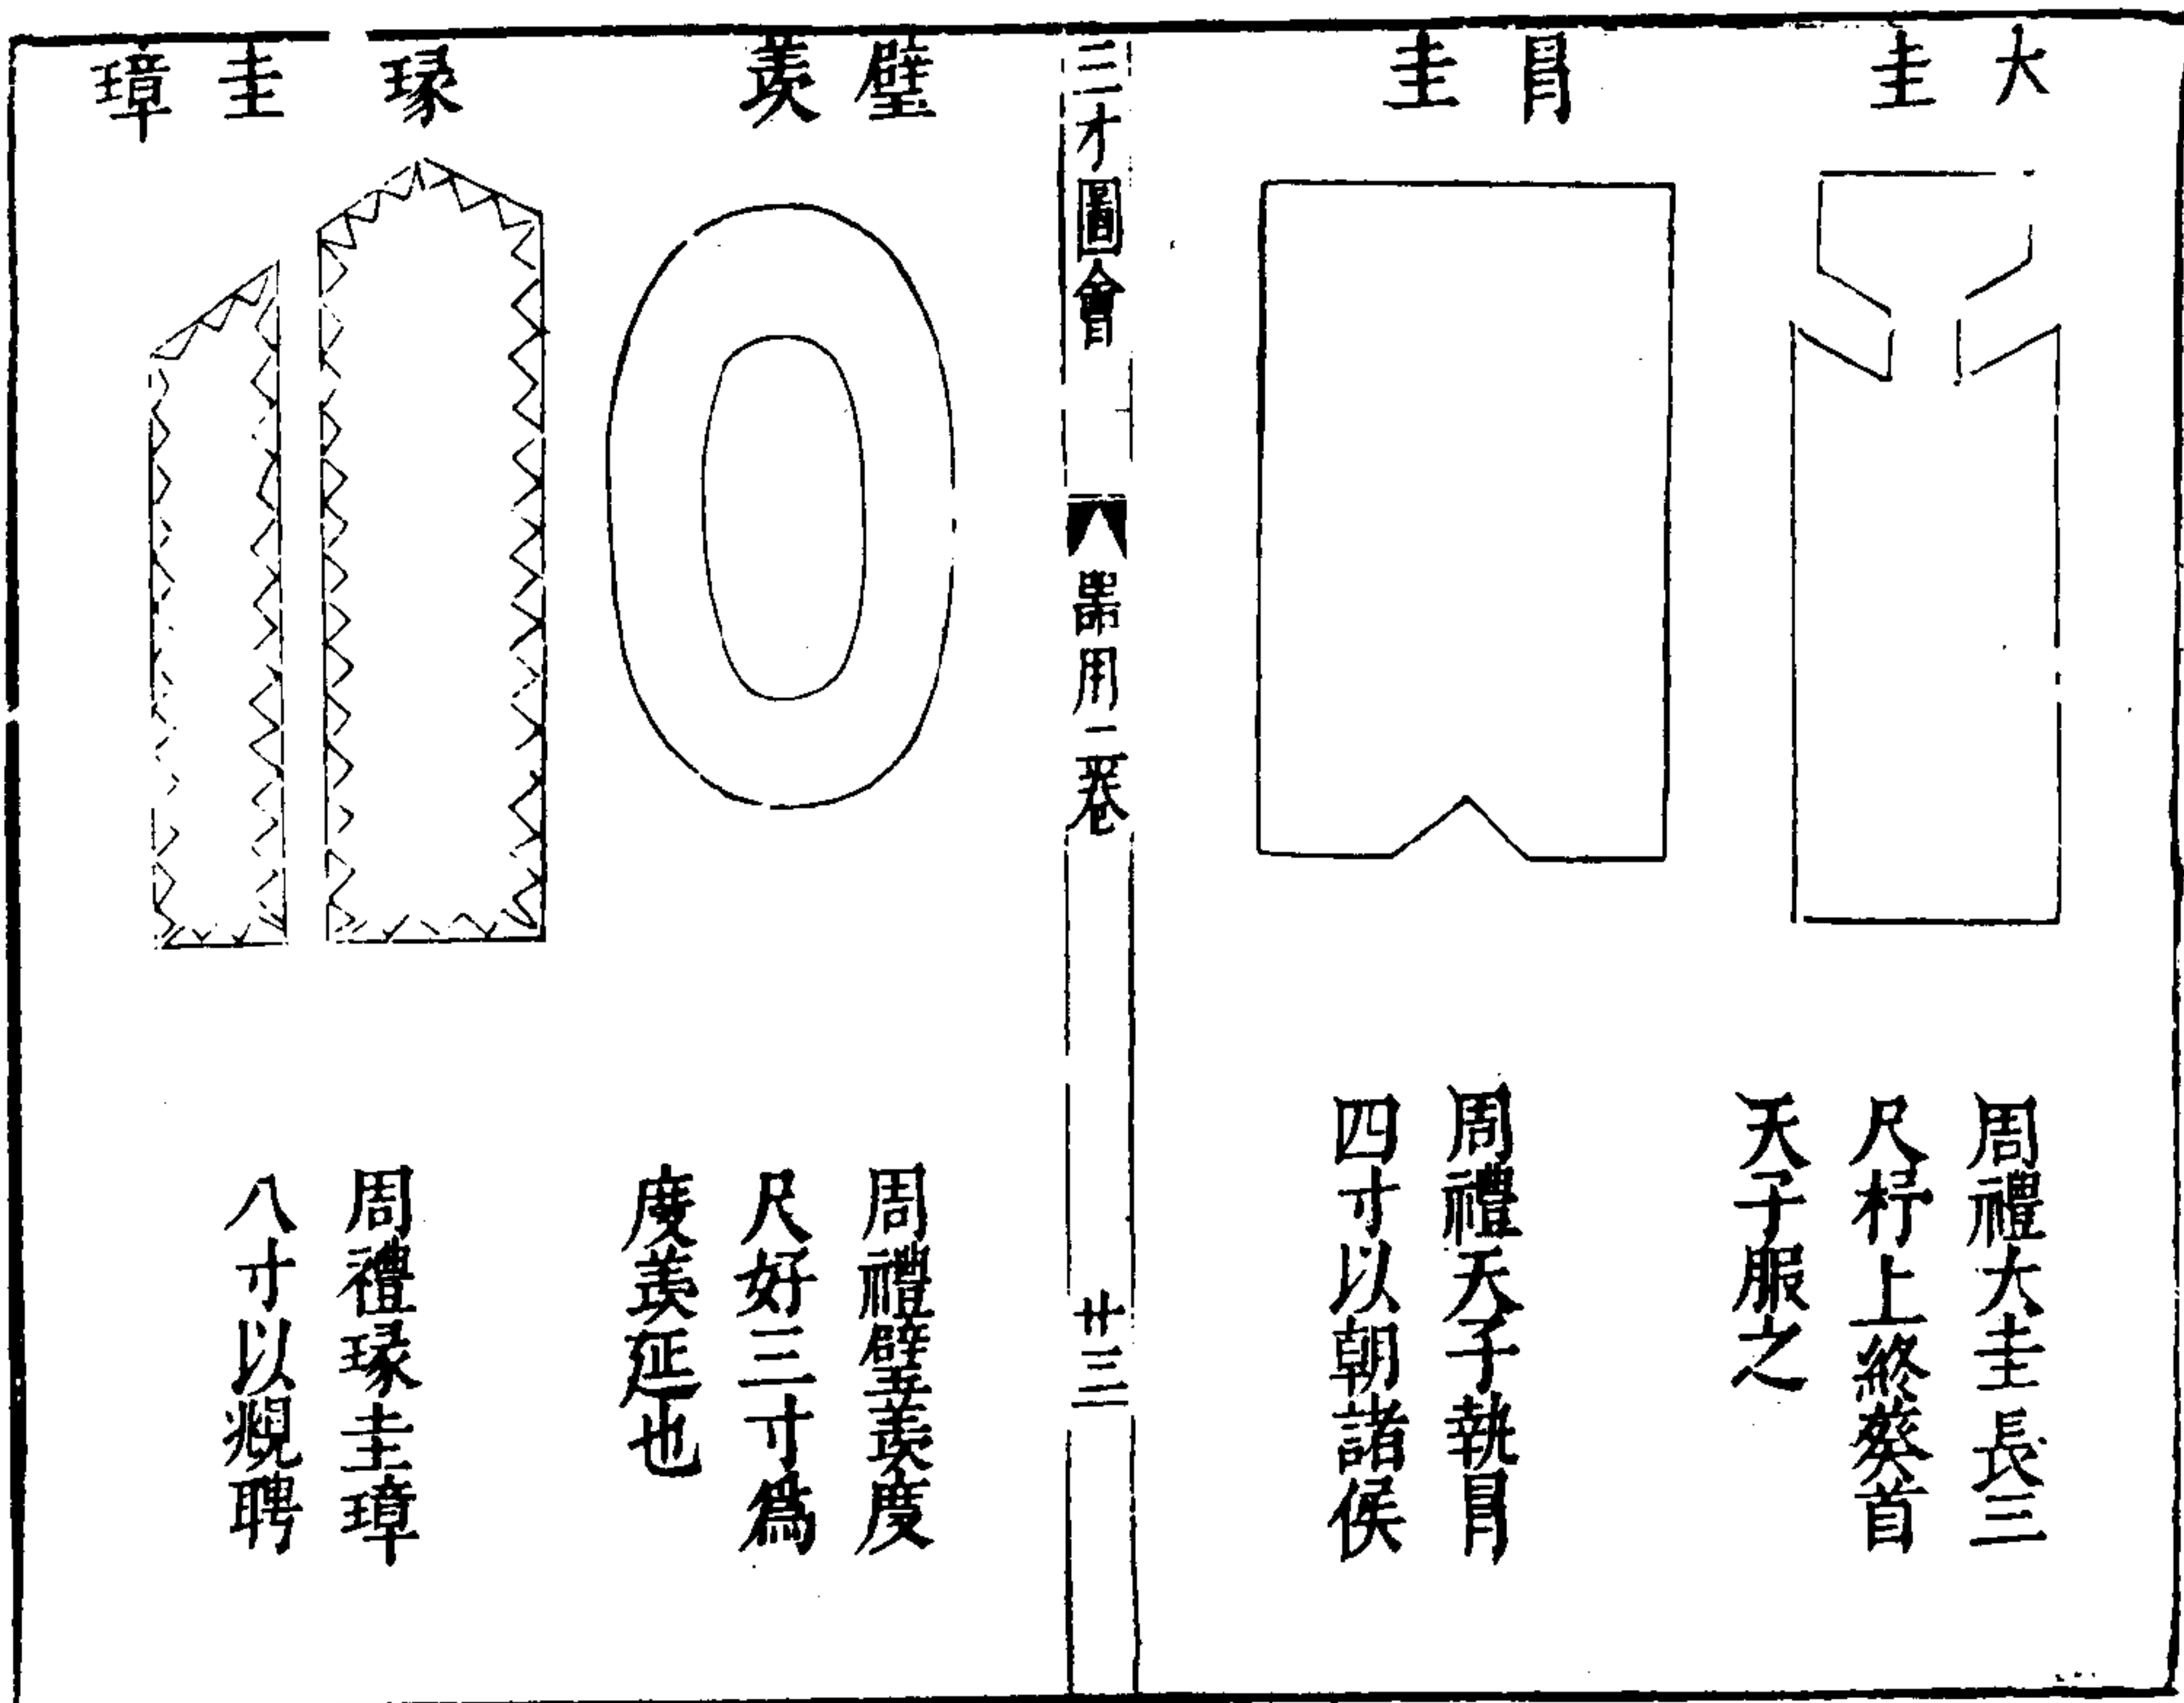 大圭
周禮大圭長三
尺杼上終葵首
天子服之
冒圭
周禮天子執冒
四寸以朝諸侯
三才圖會
器用二卷
廿三
璧羨
周禮璧羨度
尺好三寸爲
度羨延也
瑑圭璋
周禮瑑圭璋
八寸以覜聘